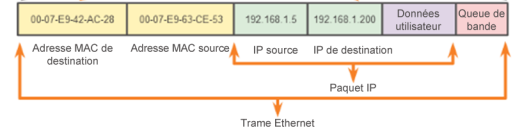 00-07-E9-42-AC-28 00-07-E9-63-CE-53 192.168.1.5 192.168.1.200 Données utilisateur Queue de bande
Adresse MAC de destination Adresse MAC source IP source IP de destination
Paquet IP
Trame Ethernet